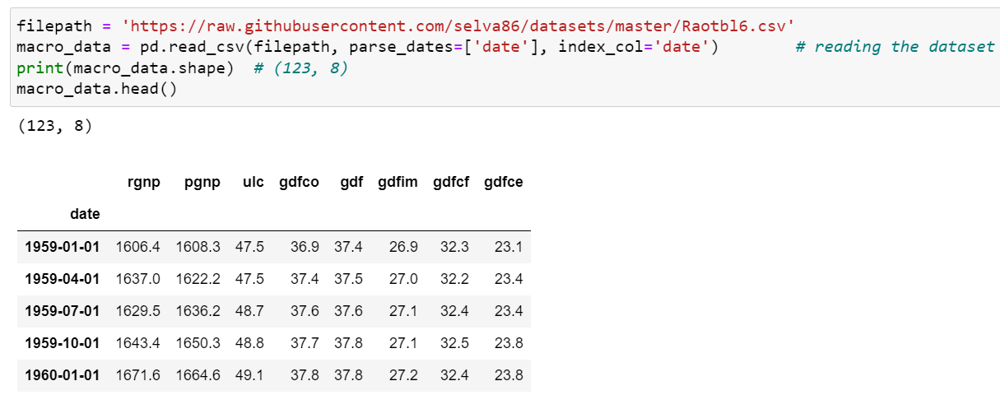 filepath = 'https://raw.githubusercontent.com/selva86/datasets/master/Raotbl6.csv'
macro_data = pd.read_csv(filepath, parse_dates=['date'], index_col='date')        # reading the dataset
print(macro_data.shape)  # (123, 8)
macro_data.head()
(123, 8)
rgnp pgnp ulc gdfco gdf gdfim gdfcf gdfce
date
1959-01-01 1606.4 1608.3 47.5 36.9 37.4 26.9 32.3 23.1
1959-04-01 1637.0 1622.2 47.5 37.4 37.5 27.0 32.2 23.4
1959-07-01 1629.5 1636.2 48.7 37.6 37.6 27.1 32.4 23.4
1959-10-01 1643.4 1650.3 48.8 37.7 37.8 27.1 32.5 23.8
1960-01-01 1671.6 1664.6 49.1 37.8 37.8 27.2 32.4 23.8